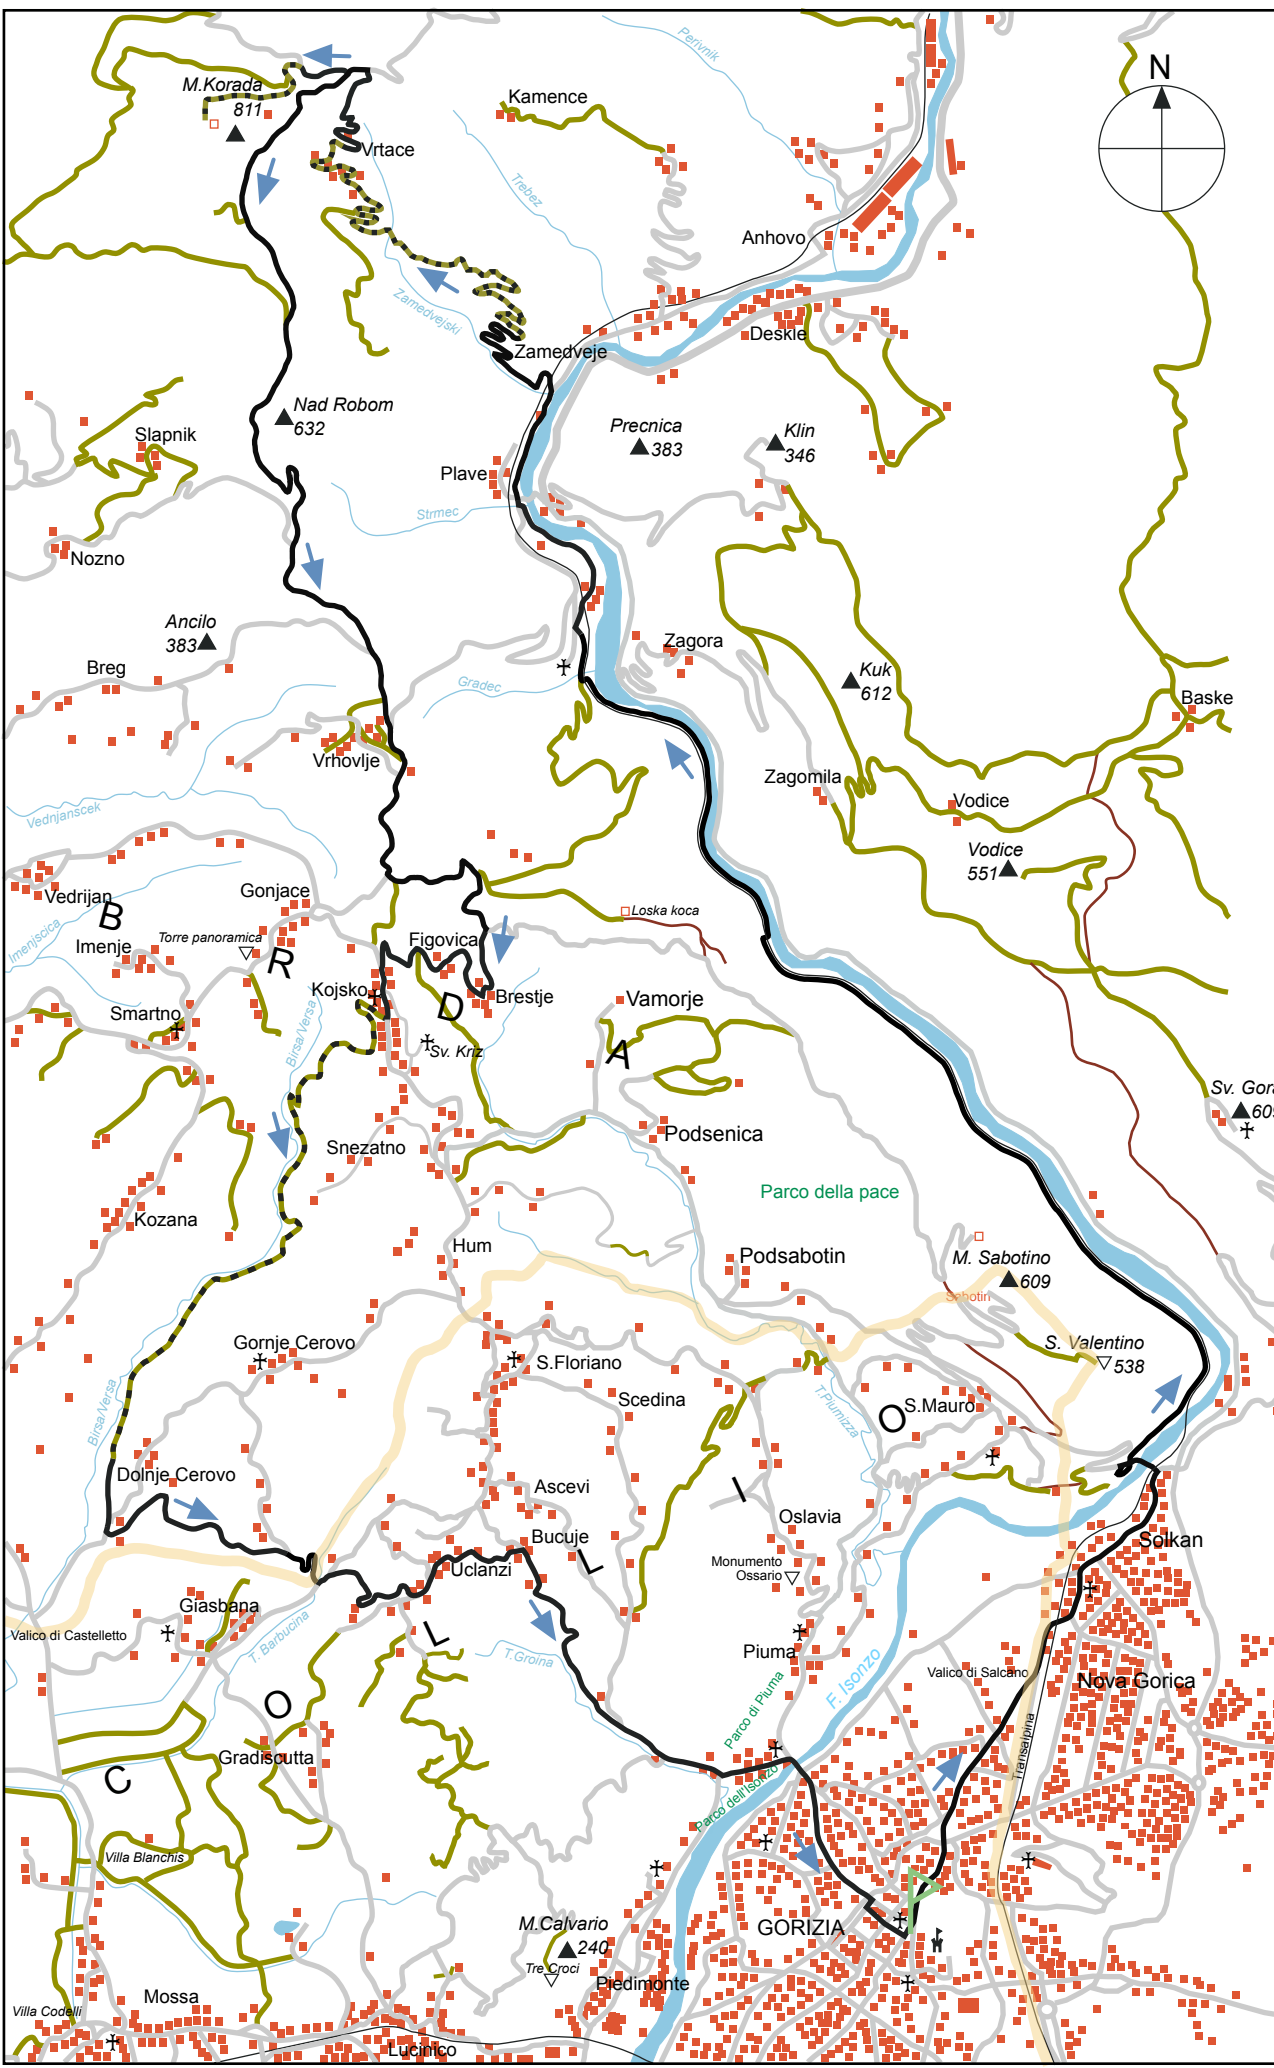 N
Perivnik
M.Korada
811
Kamence
Vrtace
Trebez
Anhovo
Zamedvejski
Deskle
Zamedveje
Nad Robom
632
Precnica
383
Klin
346
Slapnik
Plave
Strmec
Nozno
Ancilo
383
Zagora
Breg
Kuk
612
Gradec
Baske
Vrhovlje
Zagomila
Vodice
Vednjanscek
Vodice
551
Vedrijan
Gonjace
Loska koca
B
Imenjscica
Imenje
Torre panoramica
R
Figovica
Kojsko
D
Brestje
Vamorje
Smartno
Birsa/Versa
Sv. Kriz
A
Sv. Gora
609
Snezatno
Podsenica
Parco della pace
Kozana
Hum
Podsabotin
M. Sabotino
609
Sabotin
Gornje Cerovo
S.Floriano
S. Valentino
538
Scedina
T.Piumizza
O
S.Mauro
Birsa/Versa
Dolnje Cerovo
Ascevi
I
Oslavia
Bucuje
Solkan
Uclanzi
L
Monumento
Ossario
Giasbana
Valico di Castelletto
T. Barbucina
L
T.Groina
Piuma
F. Isonzo
Valico di Salcano
Nova Gorica
Parco di Piuma
O
Gradiscutta
Transalpina
C
Parco dell'Isonzo
Villa Blanchis
M.Calvario
240
GORIZIA
Tre Croci
Piedimonte
Mossa
Villa Codelli
Lucinico